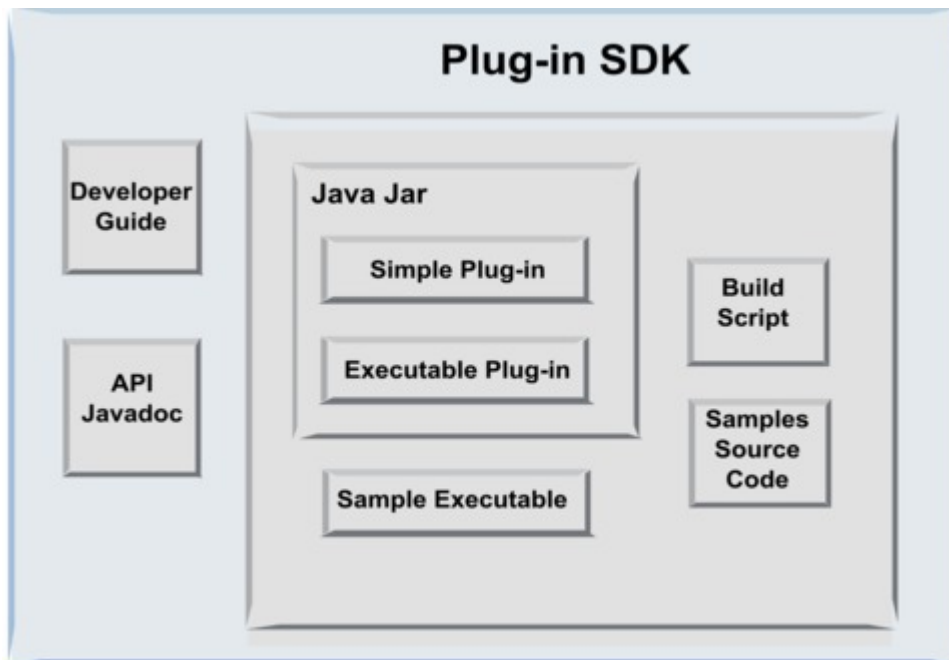 Plug-in SDK
Developer
Guide
API
Javadoc
Java Jar
Simple Plug-in
Executable Plug-in
Sample Executable
Build
Script
Samples
Source
Code